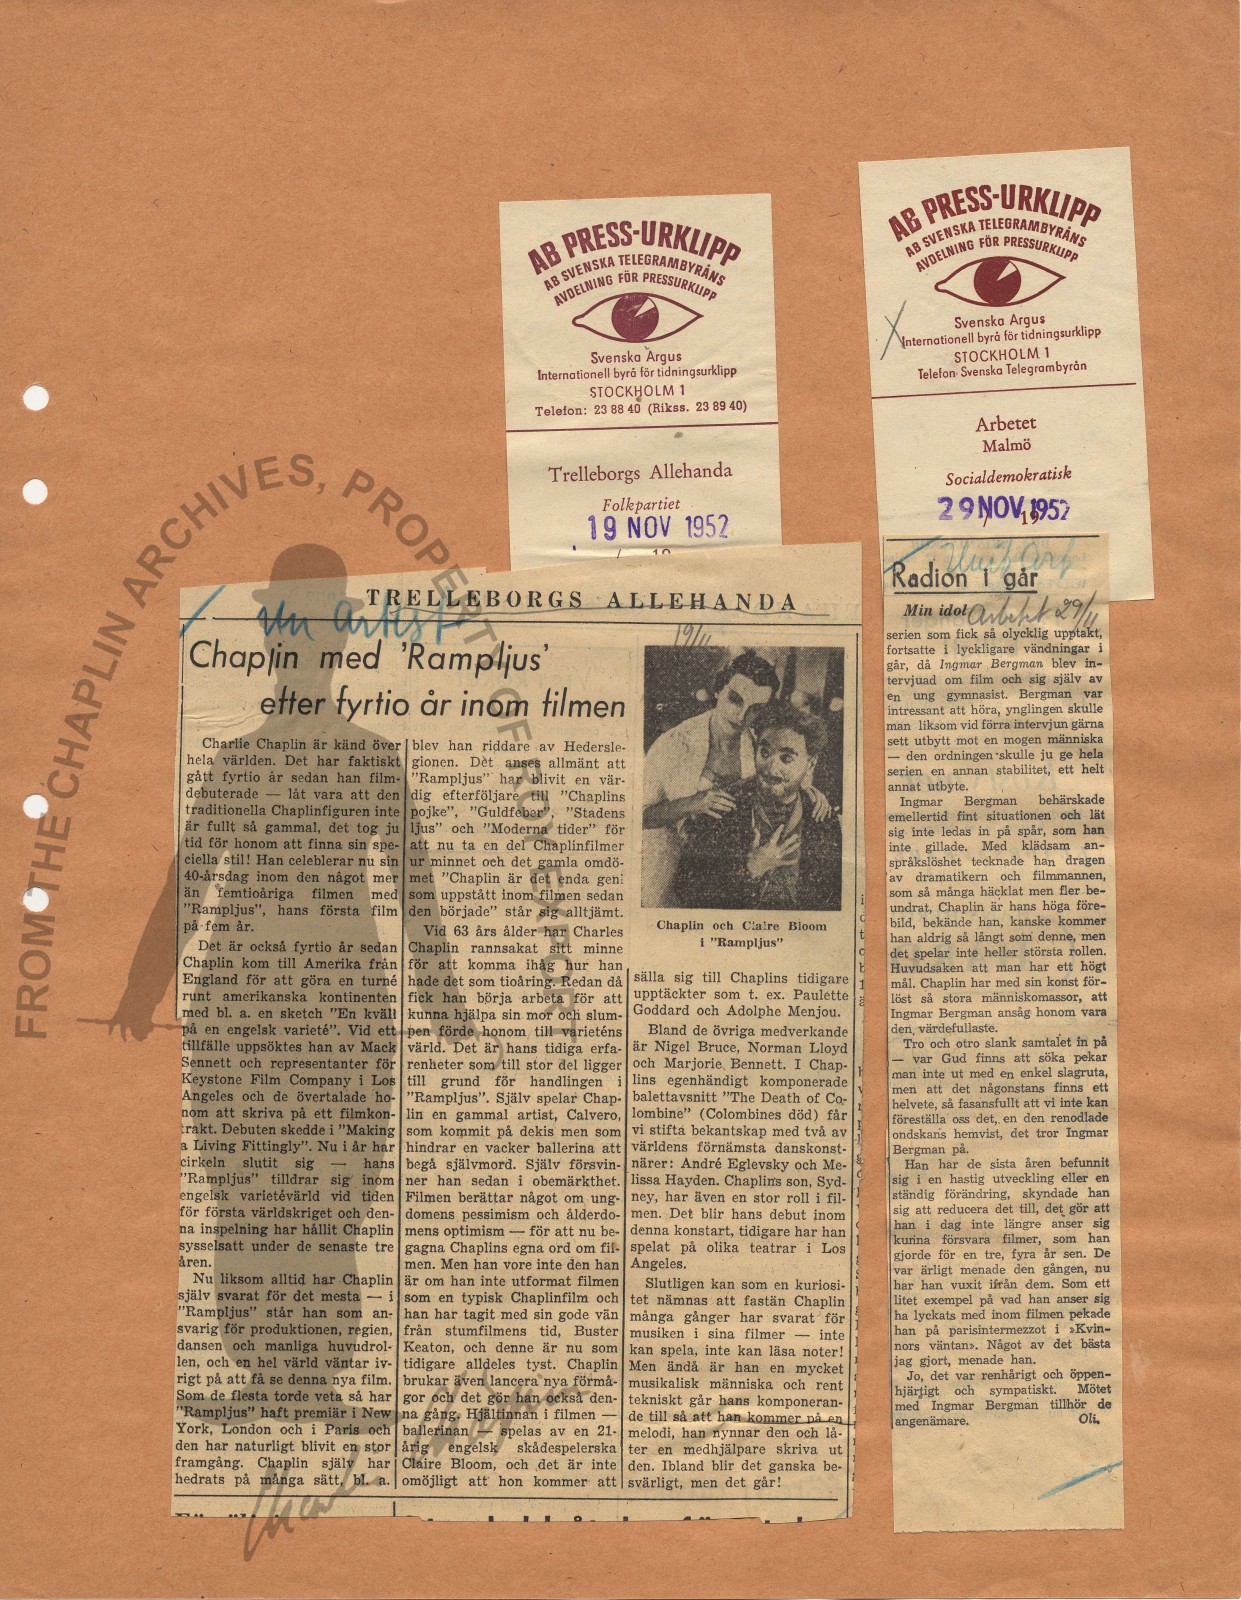 AB PRESS-URKLIPP
AB SVENSKA TELEGRAMBYRÅNS
AVDELNING FÖR PRESSURKLIPP
Svenska Argus
Internationell byrå för tidningsurklipp
STOCKHOLM 1
Telefon: 23 88 40 (Rikss. 23 89 40)
Trelleborgs Allehanda
Folkpartiet
19 NOV 1952
/ 19
AB PRESS-URKLIPP
AB SVENSKA TELEGRAMBYRÅNS
AVDELNING FÖR PRESSURKLIPP
Svenska Argus
Internationell byrå för tidningsurklipp
STOCKHOLM 1
Telefon Svenska Telegrambyrån
Arbetet
Malmö
Socialdemokratisk
29 NOV 1952
/ 19
FROM THE CHAPLIN ARCHIVES, PROPERTY OF ROY EXPORT
TRELLEBORGS ALLEHANDA
Un Artist
19/11
Chaplin med 'Rampljus'
efter fyrtio år inom filmen
Charlie Chaplin är känd över
hela världen. Det har faktiskt
gått fyrtio år sedan han film-
debuterade — låt vara att den
traditionella Chaplinfiguren inte
är fullt så gammal, det tog ju
tid för honom att finna sin spe-
ciella stil! Han celeblerar nu sin
40-årsdag inom den något mer
än femtioåriga filmen med
"Rampljus", hans första film
på fem år.
Det är också fyrtio år sedan
Chaplin kom till Amerika från
England för att göra en turné
runt amerikanska kontinenten
med bl. a. en sketch "En kväll
på en engelsk varieté". Vid ett
tillfälle uppsöktes han av Mack
Sennett och representanter för
Keystone Film Company i Los
Angeles och de övertalade ho-
nom att skriva på ett filmkon-
trakt. Debuten skedde i "Making
a Living Fittingly". Nu i år har
cirkeln slutit sig — hans
"Rampljus" tilldrar sig inom
engelsk varietévärld vid tiden
för första världskriget och den-
na inspelning har hållit Chaplin
sysselsatt under de senaste tre
åren.
Nu liksom alltid har Chaplin
själv svarat för det mesta — i
"Rampljus" står han som an-
svarig för produktionen, regien,
dansen och manliga huvudrol-
len, och en hel värld väntar iv-
rigt på att få se denna nya film.
Som de flesta torde veta så har
"Rampljus" haft premiär i New
York, London och i Paris och
den har naturligt blivit en stor
framgång. Chaplin själv har
hedrats på många sätt, bl. a.
blev han riddare av Hedersle-
gionen. Det anses allmänt att
"Rampljus" har blivit en vär-
dig efterföljare till "Chaplins
pojke", "Guldfeber", "Stadens
ljus" och "Moderna tider" för
att nu ta en del Chaplinfilmer
ur minnet och det gamla omdö-
met "Chaplin är det enda geni
som uppstått inom filmen sedan
den började" står sig alltjämt.
Vid 63 års ålder har Charles
Chaplin rannsakat sitt minne
för att komma ihåg hur han
hade det som tioåring. Redan då
fick han börja arbeta för att
kunna hjälpa sin mor och slum-
pen förde honom till varieténs
värld. Det är hans tidiga erfa-
renheter som till stor del ligger
till grund för handlingen i
"Rampljus". Själv spelar Chap-
lin en gammal artist, Calvero,
som kommit på dekis men som
hindrar en vacker ballerina att
begå självmord. Själv försvin-
ner han sedan i obemärkthet.
Filmen berättar något om ung-
domens pessimism och ålderdo-
mens optimism — för att nu be-
gagna Chaplins egna ord om fil-
men. Men han vore inte den han
är om han inte utformat filmen
som en typisk Chaplinfilm och
han har tagit med sin gode vän
från stumfilmens tid, Buster
Keaton, och denne är nu som
tidigare alldeles tyst. Chaplin
brukar även lancera nya förmå-
gor och det gör han också den-
na gång. Hjältinnan i filmen —
ballerinan — spelas av en 21-
årig engelsk skådespelerska
Claire Bloom, och det är inte
omöjligt att hon kommer att
Chaplin och Claire Bloom
i "Rampljus"
sälla sig till Chaplins tidigare
upptäckter som t. ex. Paulette
Goddard och Adolphe Menjou.
Bland de övriga medverkande
är Nigel Bruce, Norman Lloyd
och Marjorie Bennett. I Chap-
lins egenhändigt komponerade
balettavsnitt "The Death of Co-
lombine" (Colombines död) får
vi stifta bekantskap med två av
världens förnämsta danskonst-
närer: André Eglevsky och Me-
lissa Hayden. Chaplins son, Syd-
ney, har även en stor roll i fil-
men. Det blir hans debut inom
denna konstart, tidigare har han
spelat på olika teatrar i Los
Angeles.
Slutligen kan som en kuriosi-
tet nämnas att fastän Chaplin
många gånger har svarat för
musiken i sina filmer — inte
kan spela, inte kan läsa noter!
Men ändå är han en mycket
musikalisk människa och rent
tekniskt går hans komponeran-
de till så att han kommer på en
melodi, han nynnar den och lå-
ter en medhjälpare skriva ut
den. Ibland blir det ganska be-
svärligt, men det går!
Radion i går
Min idol
Arbetet 29/11
serien som fick så olycklig upptakt,
fortsatte i lyckligare vändningar i
går, då Ingmar Bergman blev in-
tervjuad om film och sig själv av
en ung gymnasist. Bergman var
intressant att höra, ynglingen skulle
man liksom vid förra intervjun gärna
sett utbytt mot en mogen människa
— den ordningen skulle ju ge hela
serien en annan stabilitet, ett helt
annat utbyte.
Ingmar Bergman behärskade
emellertid fint situationen och lät
sig inte ledas in på spår, som han
inte gillade. Med klädsam an-
språkslöshet tecknade han dragen
av dramatikern och filmmannen,
som så många häcklat men fler be-
undrat, Chaplin är hans höga före-
bild, bekände han, kanske kommer
han aldrig så långt som denne, men
det spelar inte heller största rollen.
Huvudsaken att man har ett högt
mål. Chaplin har med sin konst för-
löst så stora människomassor, att
Ingmar Bergman ansåg honom vara
den, värdefullaste.
Tro och otro slank samtalet in på
— var Gud finns att söka pekar
man inte ut med en enkel slagruta,
men att det någonstans finns ett
helvete, så fasansfullt att vi inte kan
föreställa oss det, en den renodlade
ondskans hemvist, det tror Ingmar
Bergman på.
Han har de sista åren befunnit
sig i en hastig utveckling eller en
ständig förändring, skyndade han
sig att reducera det till, det gör att
han i dag inte längre anser sig
kunna försvara filmer, som han
gjorde för en tre, fyra år sen. De
var ärligt menade den gången, nu
har han vuxit ifrån dem. Som ett
litet exempel på vad han anser sig
ha lyckats med inom filmen pekade
han på parisintermezzot i »Kvin-
nors väntan». Något av det bästa
jag gjort, menade han.
Jo, det var renhårigt och öppen-
hjärtigt och sympatiskt. Mötet
med Ingmar Bergman tillhör de
angenämare.
Oli.